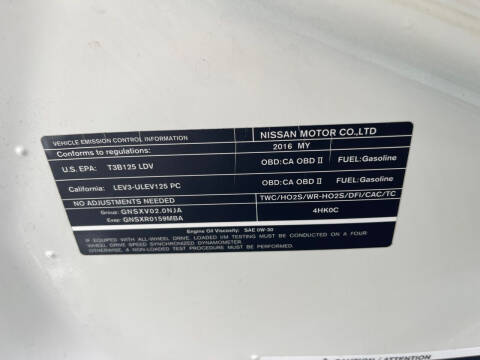 VEHICLE EMISSION CONTROL INFORMATION
NISSAN MOTOR CO.,LTD
Conforms to regulations:
2016 MY
U.S. EPA: T3B125 LDV
OBD:CA OBD II FUEL:Gasoline
California: LEV3-ULEV125 PC
OBD:CA OBD II FUEL:Gasoline
NO ADJUSTMENTS NEEDED
TWC/HO2S/WR-HO2S/DFI/CAC/TC
Group: GNSXV02.0NJA
Evap: GNSXR0159MBA
4HK0C
Engine Oil Viscosity: SAE 0W-30
IF EQUIPPED WITH ALL-WHEEL DRIVE, LOADED I/M TESTING MUST BE CONDUCTED ON A FOUR
WHEEL DRIVE SPEED SYNCHRONIZED DYNAMOMETER.
OTHERWISE, A NON-LOADED TEST MUST BE CONDUCTED.
CAUTION / ATTENTION